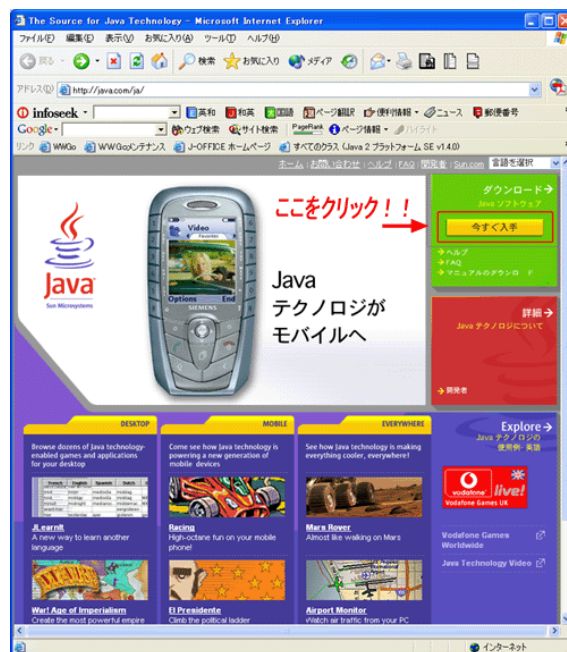 The Source for Java Technology - Microsoft Internet Explorer
ファイル(F) 編集(E) 表示(V) お気に入り(A) ツール(T) ヘルプ(H)
戻る 検索 お気に入り メディア
アドレス(D) http://java.com/ja/
infoseek 英和 和英 国語 ページ翻訳 便利情報 ニュース 郵便番号
Google ウェブ検索 サイト検索 PageRank ページ情報 ハイライト
リンク WWGo WWGoメンテナンス J-OFFICE ホームページ すべてのクラス (Java 2 プラットフォーム SE v1.4.0)
ホーム | お問い合わせ | ヘルプ | FAQ | 開発者 | Sun.com 言語を選択
ここをクリック！！
ダウンロード
Java ソフトウェア
今すぐ入手
ヘルプ
FAQ
マニュアルのダウンロード
Java
Sun Microsystems
Video
Favourites
Options End
SIEMENS
Java
テクノロジが
モバイルへ
詳細
Java テクノロジについて
開発者
DESKTOP
Browse dozens of Java technology-
enabled games and applications
for your desktop
French English Spanish Dutch
JLearnIt
A new way to learn another
language
War! Age of Imperialism
Create the most powerful empire
MOBILE
Come see how Java technology is
powering a new generation of
mobile devices
Racing
High-octane fun on your mobile
phone!
El Presidente
Climb the political ladder
EVERYWHERE
See how Java technology is making
everything cooler, everywhere!
Mars Rover
Almost like walking on Mars
Airport Monitor
Watch air traffic from your PC
Explore
Java テクノロジの
使用例- 英語
vodafone live!
Vodafone Games UK
Vodafone Games
Worldwide
Java Technology Video
インターネット